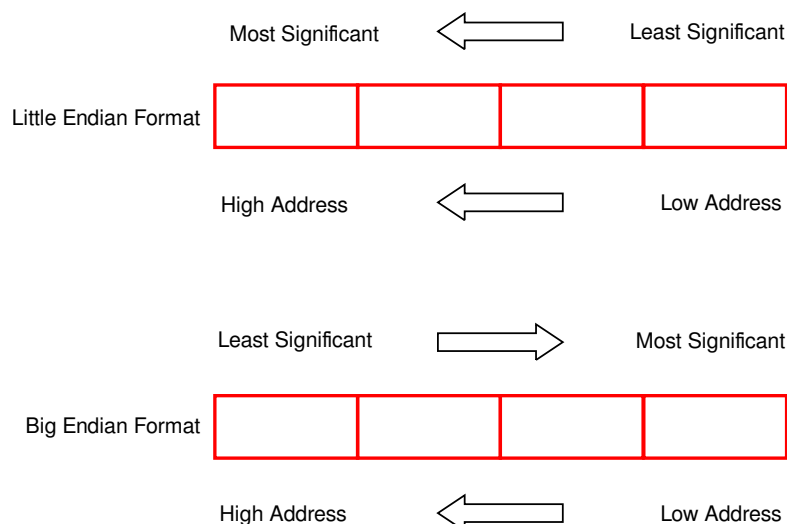 Most Significant Least Significant
Little Endian Format
High Address Low Address
Least Significant Most Significant
Big Endian Format
High Address Low Address